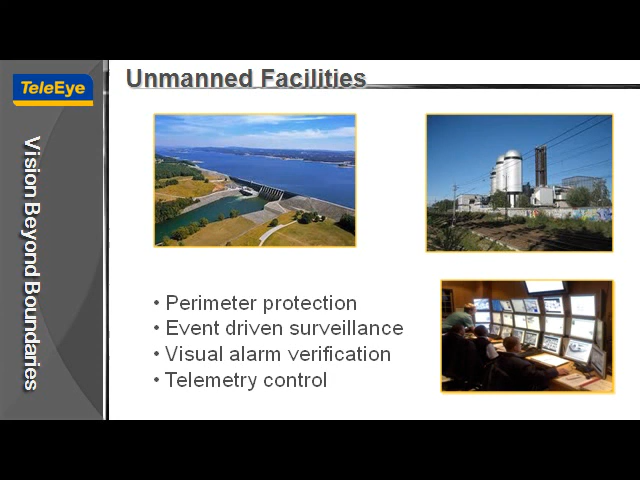 TeleEye
Vision Beyond Boundaries
Unmanned Facilities
• Perimeter protection
• Event driven surveillance
• Visual alarm verification
• Telemetry control